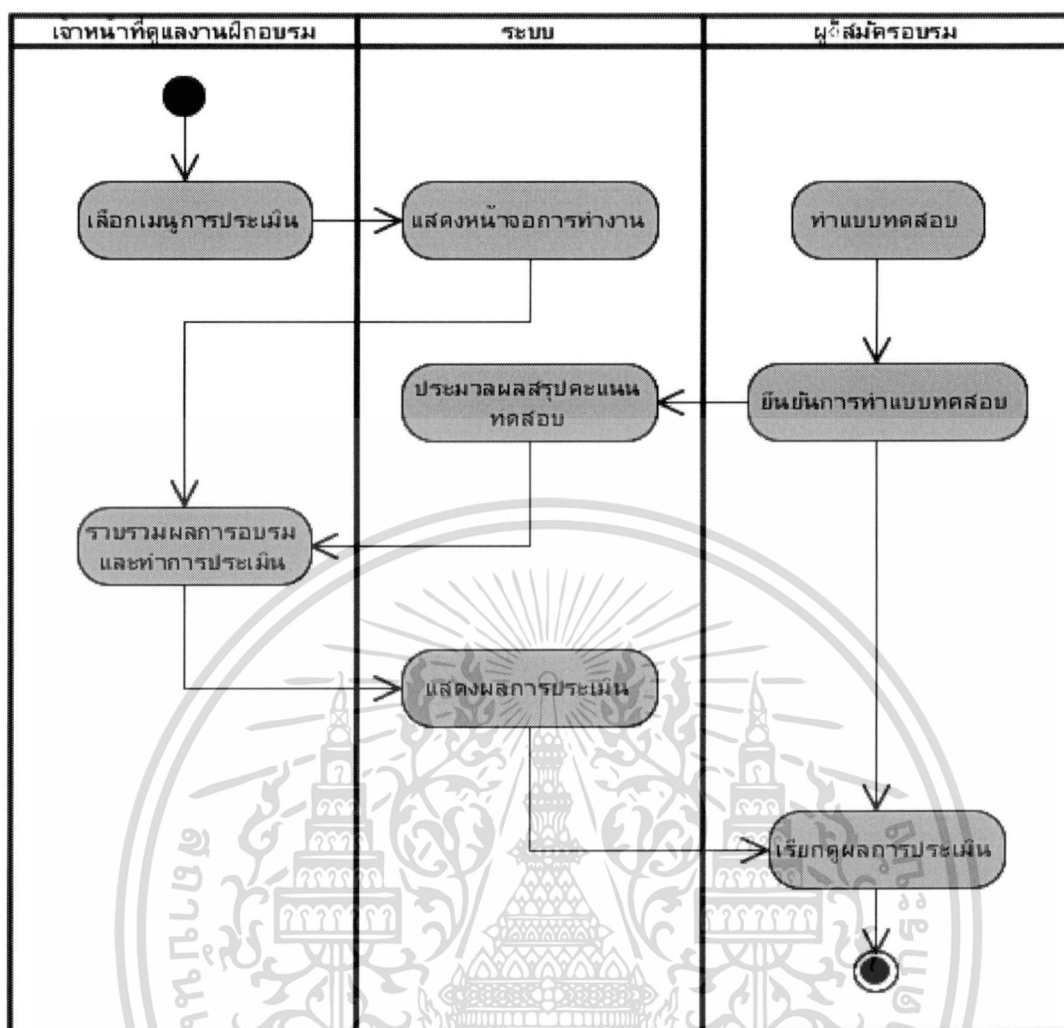 เจ้าหน้าที่ดูแลงานฝึกอบรม
ระบบ
ผู้สมัครอบรม
เลือกเมนูการประเมิน
แสดงหน้าจอการทำงาน
ทำแบบทดสอบ
ประมวลผลสรุปคะแนน
ทดสอบ
ยืนยันการทำแบบทดสอบ
รวบรวมผลการอบรม
และทำการประเมิน
แสดงผลการประเมิน
เรียกดูผลการประเมิน